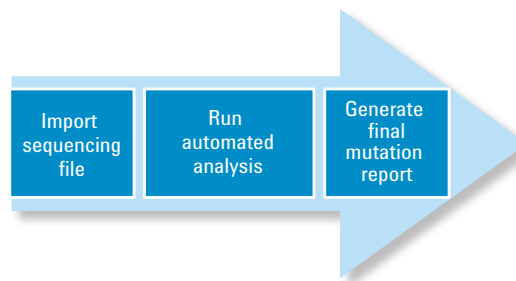 Import
sequencing
file
Run
automated
analysis
Generate
final
mutation
report